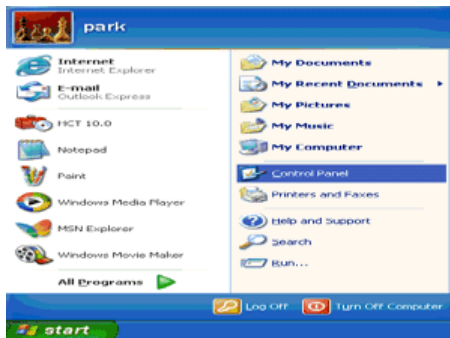 park
Internet
Internet Explorer
E-mail
Outlook Express
HCT 10.0
Notepad
Paint
Windows Media Player
MSN Explorer
Windows Movie Maker
All Programs
My Documents
My Recent Documents
My Pictures
My Music
My Computer
Control Panel
Printers and Faxes
Help and Support
Search
Run...
Log Off
Turn Off Computer
start